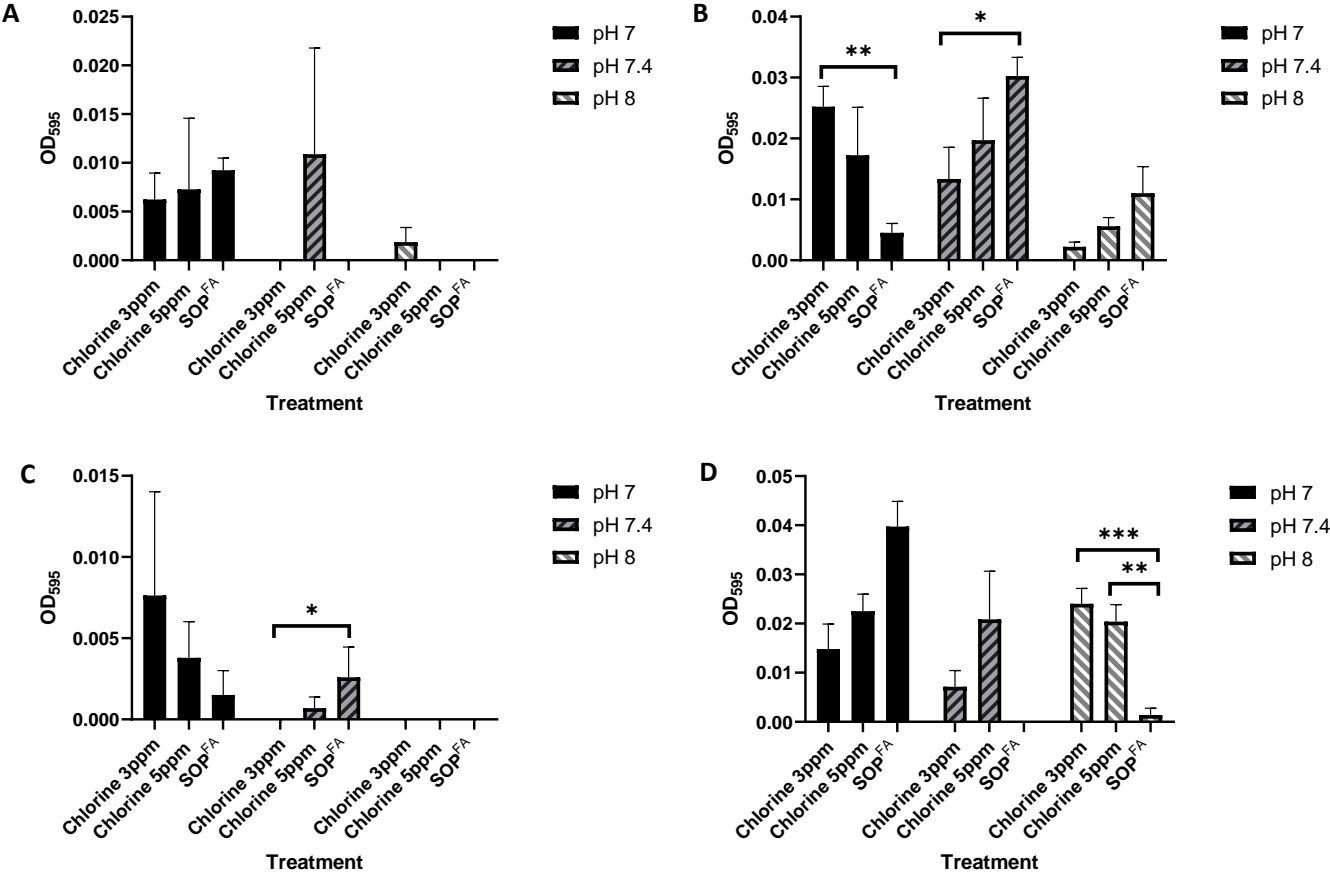 A
0.025
0.020
0.015
0.010
0.005
0.000
OD595
Chlorine 3ppm
Chlorine 5ppm
SOPFA
Chlorine 3ppm
Chlorine 5ppm
SOPFA
Chlorine 3ppm
Chlorine 5ppm
SOPFA
Treatment
pH 7
pH 7.4
pH 8
B
0.04
0.03
0.02
0.01
0.00
OD595
**
*
Chlorine 3ppm
Chlorine 5ppm
SOPFA
Chlorine 3ppm
Chlorine 5ppm
SOPFA
Chlorine 3ppm
Chlorine 5ppm
SOPFA
Treatment
pH 7
pH 7.4
pH 8
C
0.015
0.010
0.005
0.000
OD595
*
Chlorine 3ppm
Chlorine 5ppm
SOPFA
Chlorine 3ppm
Chlorine 5ppm
SOPFA
Chlorine 3ppm
Chlorine 5ppm
SOPFA
Treatment
pH 7
pH 7.4
pH 8
D
0.05
0.04
0.03
0.02
0.01
0.00
OD595
***
**
Chlorine 3ppm
Chlorine 5ppm
SOPFA
Chlorine 3ppm
Chlorine 5ppm
SOPFA
Chlorine 3ppm
Chlorine 5ppm
SOPFA
Treatment
pH 7
pH 7.4
pH 8